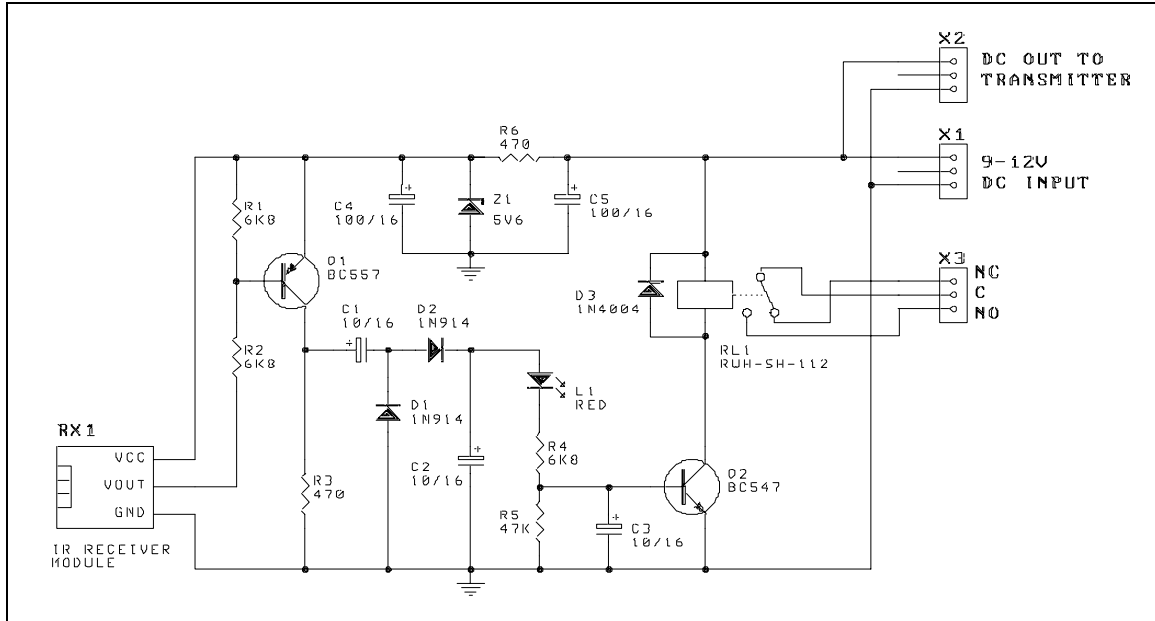 X2
DC OUT TO
TRANSMITTER
R6
470
X1
9-12V
DC INPUT
R1
6K8
C4
100/16
Z1
5V6
C5
100/16
Q1
BC557
X3
NC
C
NO
D3
1N4004
C1
10/16
D2
1N914
RL1
RWH-SH-112
R2
6K8
D1
1N914
L1
RED
RX1
VCC
VOUT
GND
R3
470
C2
10/16
R4
6K8
Q2
BC547
R5
47K
C3
10/16
IR RECEIVER
MODULE